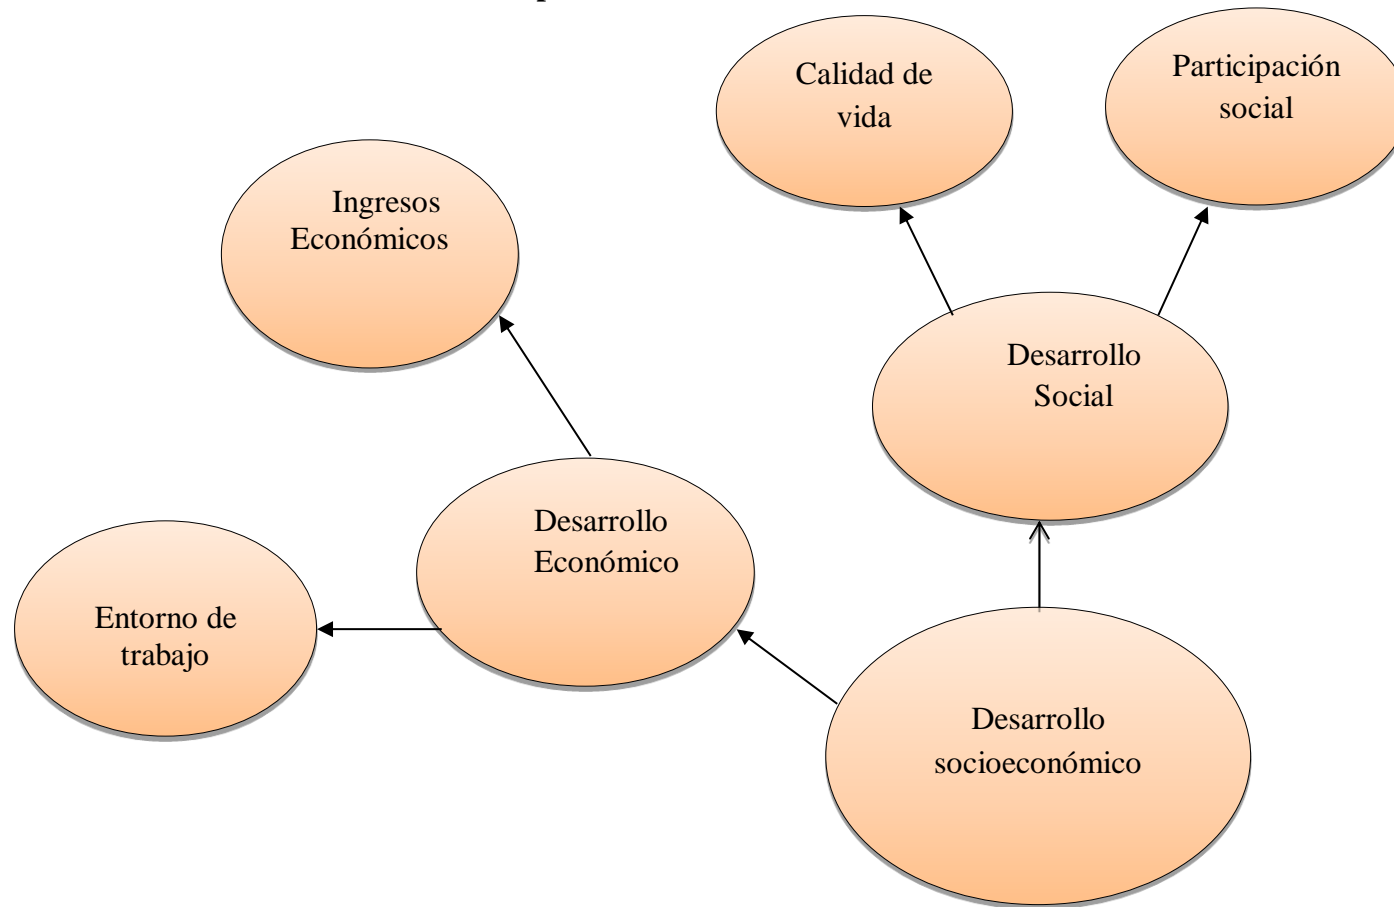 Calidad de
vida
Participación
social
Ingresos
Económicos
Desarrollo
Social
Desarrollo
Económico
Entorno de
trabajo
Desarrollo
socioeconómico